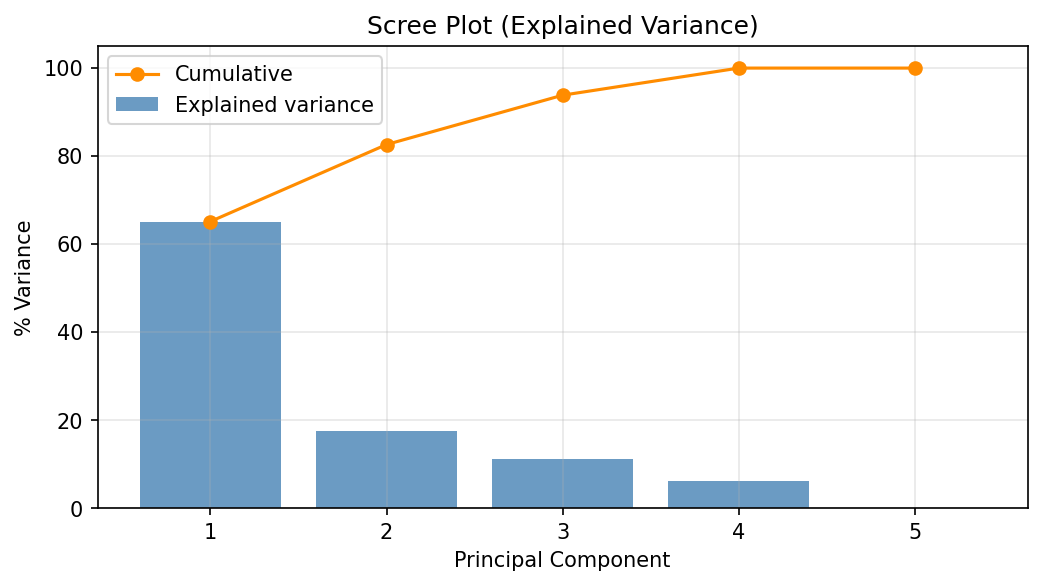 Scree Plot (Explained Variance)
Cumulative
Explained variance
% Variance
100
80
60
40
20
0
1 2 3 4 5
Principal Component